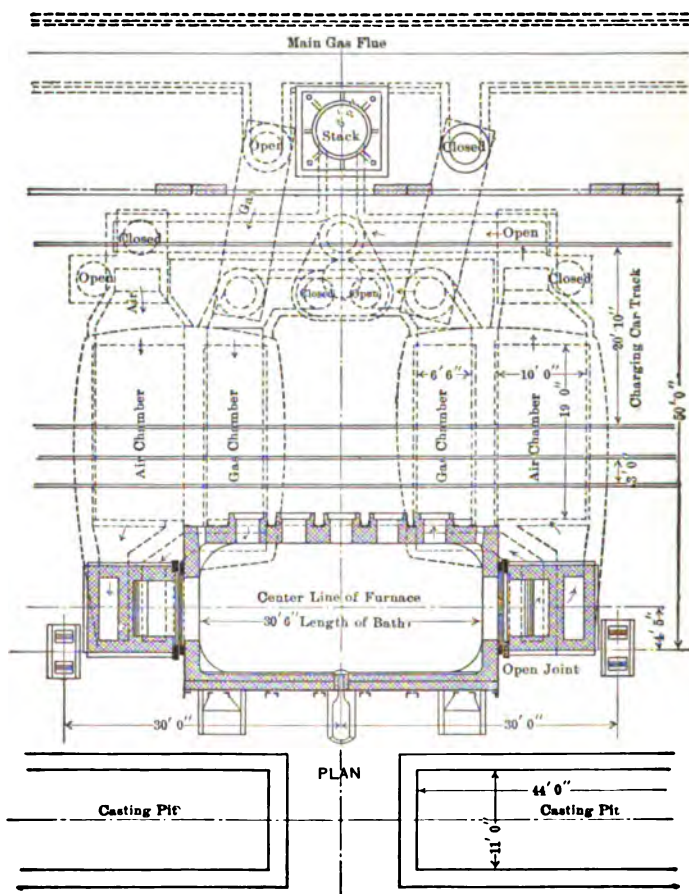 Main Gas Flue
Open
Stack
Closed
Gas
Closed
Open
Open
Air
Closed
Open
Closed
20′ 10″
Charging Car Track
50′ 0″
6′ 6″
10′ 0″
19′ 0″
Air Chamber
Gas Chamber
Gas Chamber
Air Chamber
3′ 0″
Center Line of Furnace
30′ 6″ Length of Bath
Open Joint
30′ 0″
30′ 0″
PLAN
44′ 0″
Casting Pit
Casting Pit
11′ 0″